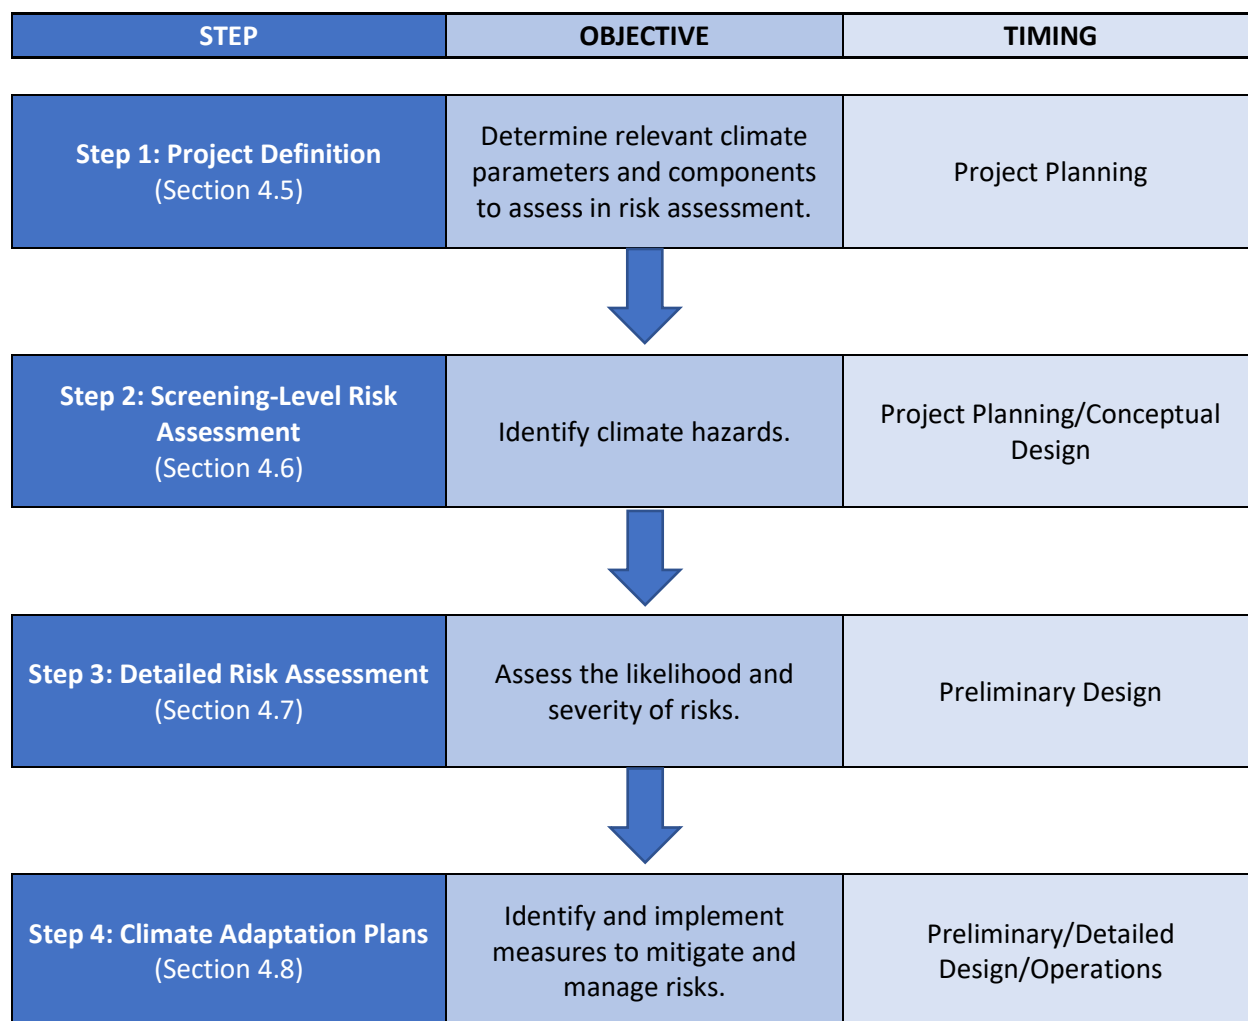 STEP
OBJECTIVE
TIMING
Step 1: Project Definition
(Section 4.5)
Determine relevant climate
parameters and components
to assess in risk assessment.
Project Planning
Step 2: Screening-Level Risk
Assessment
(Section 4.6)
Identify climate hazards.
Project Planning/Conceptual
Design
Step 3: Detailed Risk Assessment
(Section 4.7)
Assess the likelihood and
severity of risks.
Preliminary Design
Step 4: Climate Adaptation Plans
(Section 4.8)
Identify and implement
measures to mitigate and
manage risks.
Preliminary/Detailed
Design/Operations